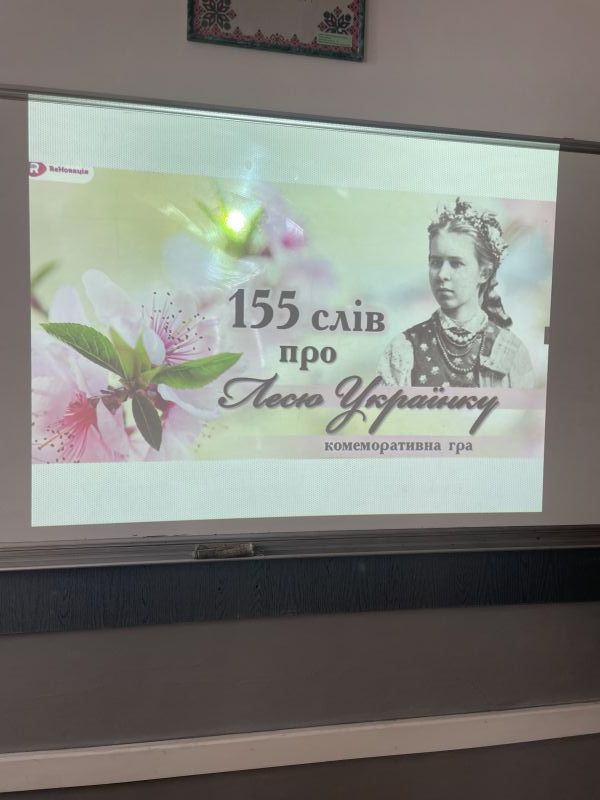 ReНовація
155 слів
про
Лесю Українку
комеморативна гра